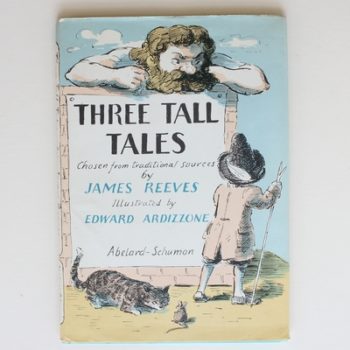 THREE TALL
TALES
Chosen from traditional sources
by
JAMES REEVES
Illustrated by
EDWARD ARDIZZONE
Abelard-Schuman